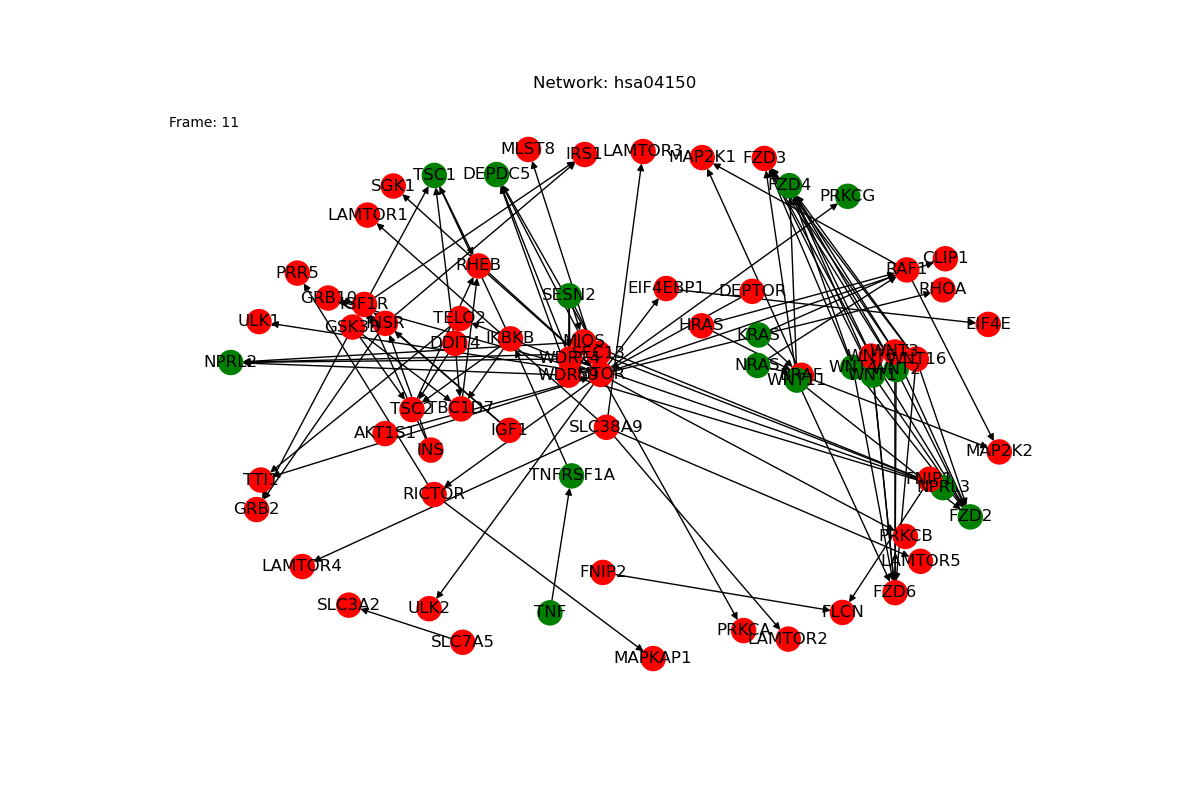 Network: hsa04150
Frame: 11
MLST8
IRS1
LAMTOR3
MAP2K1
FZD3
TSC1
DEPDC5
SGK1
FZD4
PRKCG
LAMTOR1
PRR5
RHEB
RAF1
CLIP1
GRB10
IGF1R
SESN2
EIF4EBP1
DEPTOR
RHOA
ULK1
GSK3B
INSR
TELO2
HRAS
EIF4E
KRAS
DDIT4
IKBKB
MIOS
NPRL2
WDR24
SEC13
WDR59
MTOR
NRAS
BRAF
WNT11
WNT4
WNT1
WNT2
WNT3
WNT16
TSC2
TBC1D7
AKT1S1
IGF1
SLC38A9
INS
MAP2K2
TTI1
TNFRSF1A
FNIP1
NPRL3
GRB2
RICTOR
FZD2
PRKCB
LAMTOR4
FNIP2
LAMTOR5
FZD6
SLC3A2
ULK2
TNF
FLCN
SLC7A5
PRKCA
LAMTOR2
MAPKAP1